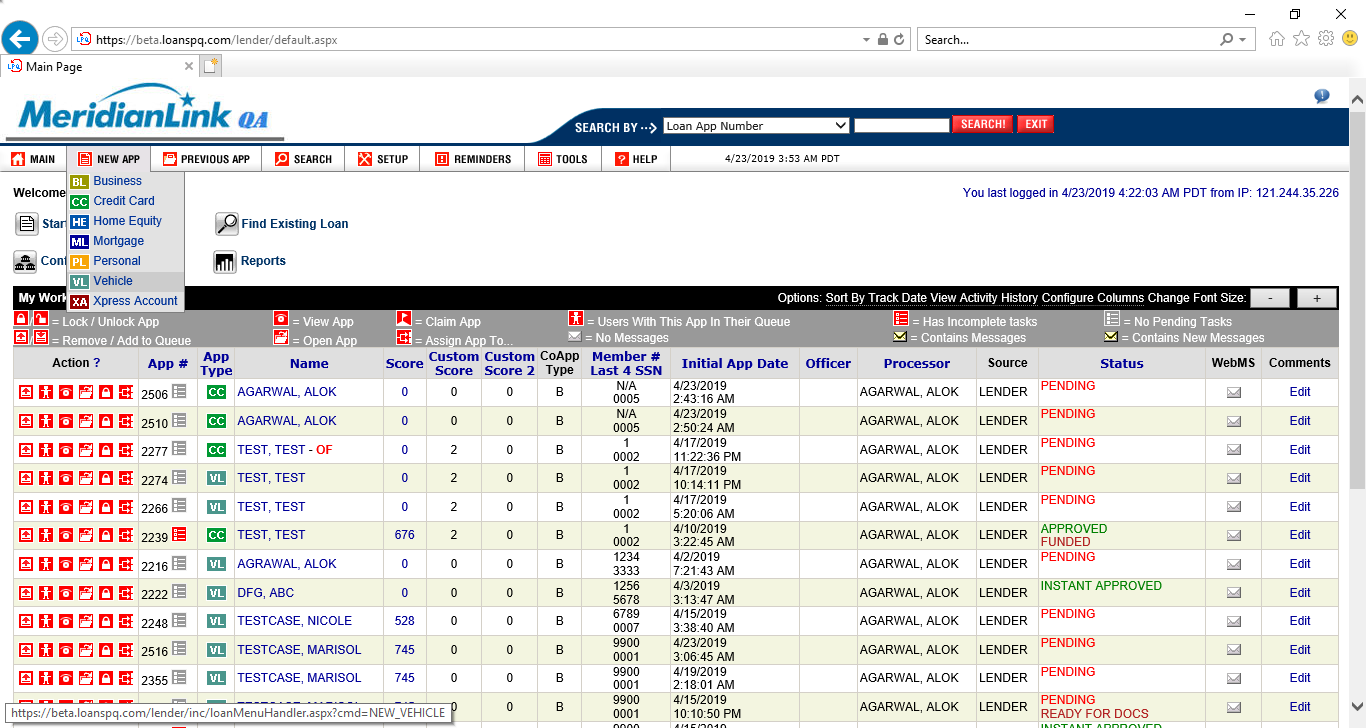 https://beta.loanspq.com/lender/default.aspx Search...
LPQ Main Page
MeridianLink QA
SEARCH BY ··> Loan App Number SEARCH! EXIT
MAIN NEW APP PREVIOUS APP SEARCH SETUP REMINDERS TOOLS HELP 4/23/2019 3:53 AM PDT
BL Business
CC Credit Card
HE Home Equity
ML Mortgage
PL Personal
VL Vehicle
XA Xpress Account
Welcome You last logged in 4/23/2019 4:22:03 AM PDT from IP: 121.244.35.226
Star Find Existing Loan
Conf Reports
My Work Options: Sort By Track Date View Activity History Configure Columns Change Font Size: - +
/ = Lock / Unlock App = View App = Claim App = Users With This App In Their Queue = Has Incomplete tasks = No Pending Tasks
/ = Remove / Add to Queue = Open App = Assign App To... = No Messages = Contains Messages = Contains New Messages
Action ? App # App Type Name Score Custom Score Custom Score 2 CoApp Type Member # Last 4 SSN Initial App Date Officer Processor Source Status WebMS Comments
2506 CC AGARWAL, ALOK 0 0 0 B N/A 0005 4/23/2019 2:43:16 AM AGARWAL, ALOK LENDER PENDING Edit
2510 CC AGARWAL, ALOK 0 0 0 B N/A 0005 4/23/2019 2:50:24 AM AGARWAL, ALOK LENDER PENDING Edit
2277 CC TEST, TEST - OF 0 2 0 B 1 0002 4/17/2019 11:22:36 PM AGARWAL, ALOK LENDER PENDING Edit
2274 VL TEST, TEST 0 2 0 B 1 0002 4/17/2019 10:14:11 PM AGARWAL, ALOK LENDER PENDING Edit
2266 VL TEST, TEST 0 2 0 B 1 0002 4/17/2019 5:20:06 AM AGARWAL, ALOK LENDER PENDING Edit
2239 CC TEST, TEST 676 2 0 B 1 0002 4/10/2019 3:22:45 AM AGARWAL, ALOK LENDER APPROVED FUNDED Edit
2216 VL AGRAWAL, ALOK 0 0 0 B 1234 3333 4/2/2019 7:21:43 AM AGARWAL, ALOK LENDER PENDING Edit
2222 VL DFG, ABC 0 0 0 B 1256 5678 4/3/2019 3:13:47 AM AGARWAL, ALOK LENDER INSTANT APPROVED Edit
2248 VL TESTCASE, NICOLE 528 0 0 B 6789 0007 4/15/2019 3:38:40 AM AGARWAL, ALOK LENDER PENDING Edit
2516 VL TESTCASE, MARISOL 745 0 0 B 9900 0001 4/23/2019 3:06:45 AM AGARWAL, ALOK LENDER PENDING Edit
2355 VL TESTCASE, MARISOL 745 0 0 B 9900 0001 4/19/2019 2:18:01 AM AGARWAL, ALOK LENDER PENDING Edit
0 0 B 9900 0001 4/15/2019 10:10:50 PM AGARWAL, ALOK LENDER PENDING READY FOR DOCS Edit
https://beta.loanspq.com/lender/inc/loanMenuHandler.aspx?cmd=NEW_VEHICLE